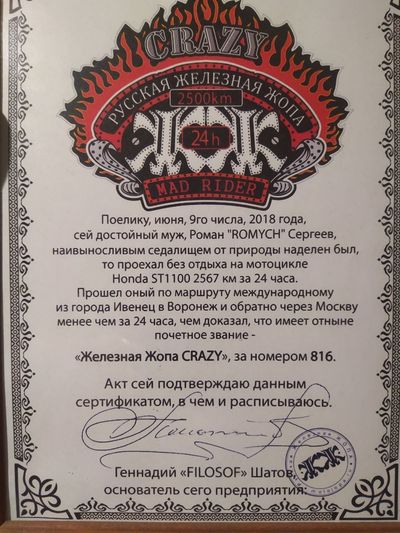 CRAZY
РУССКАЯ ЖЕЛЕЗНАЯ ЖОПА
2500km
24h
MAD RIDER
Поелику, июня, 9го числа, 2018 года,
сей достойный муж, Роман "ROMYCH" Сергеев,
наивыносливым седалищем от природы наделен был,
то проехал без отдыха на мотоцикле
Honda ST1100 2567 км за 24 часа.
Прошел оный по маршруту международному
из города Ивенец в Воронеж и обратно через Москву
менее чем за 24 часа, чем доказал, что имеет отныне
почетное звание -
«Железная Жопа CRAZY», за номером 816.
Акт сей подтверждаю данным
сертификатом, в чем и расписываюсь.
Геннадий «FILOSOF» Шатов,
основатель сего предприятия: